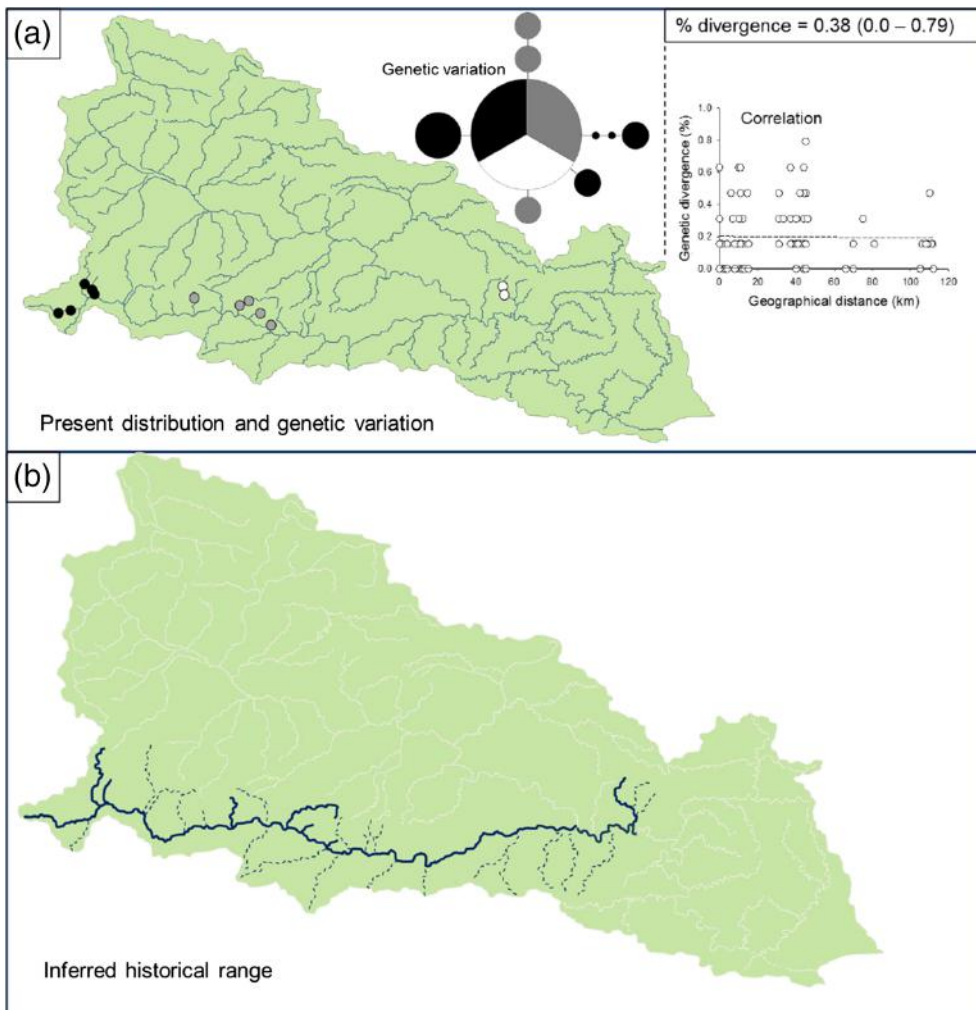 (a)
% divergence = 0.38 (0.0 – 0.79)
Genetic variation
Correlation
Genetic divergence (%)
1.0
0.8
0.6
0.4
0.2
0.0
0 20 40 60 80 100 120
Geographical distance (km)
Present distribution and genetic variation
(b)
Inferred historical range